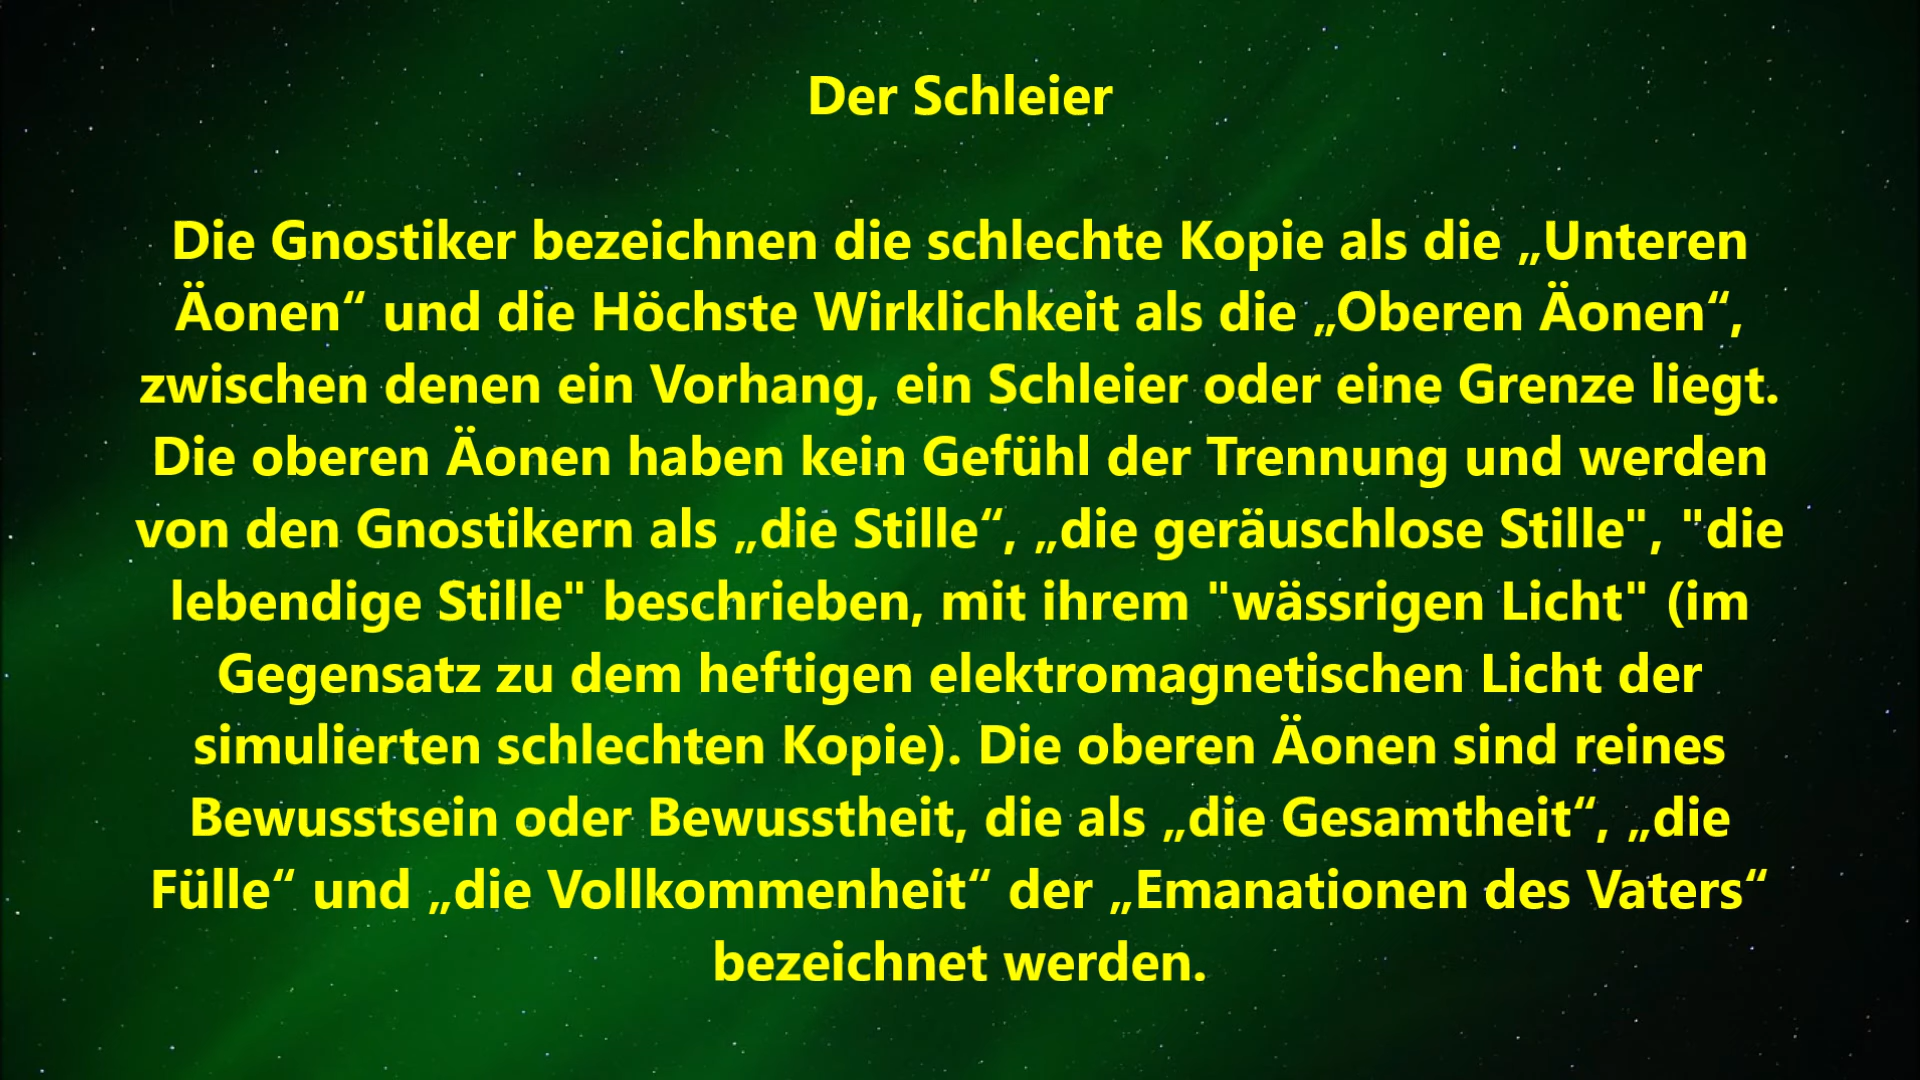 Der Schleier
Die Gnostiker bezeichnen die schlechte Kopie als die „Unteren
Äonen“ und die Höchste Wirklichkeit als die „Oberen Äonen“,
zwischen denen ein Vorhang, ein Schleier oder eine Grenze liegt.
Die oberen Äonen haben kein Gefühl der Trennung und werden
von den Gnostikern als „die Stille“, „die geräuschlose Stille", "die
lebendige Stille" beschrieben, mit ihrem "wässrigen Licht" (im
Gegensatz zu dem heftigen elektromagnetischen Licht der
simulierten schlechten Kopie). Die oberen Äonen sind reines
Bewusstsein oder Bewusstheit, die als „die Gesamtheit“, „die
Fülle“ und „die Vollkommenheit“ der „Emanationen des Vaters“
bezeichnet werden.